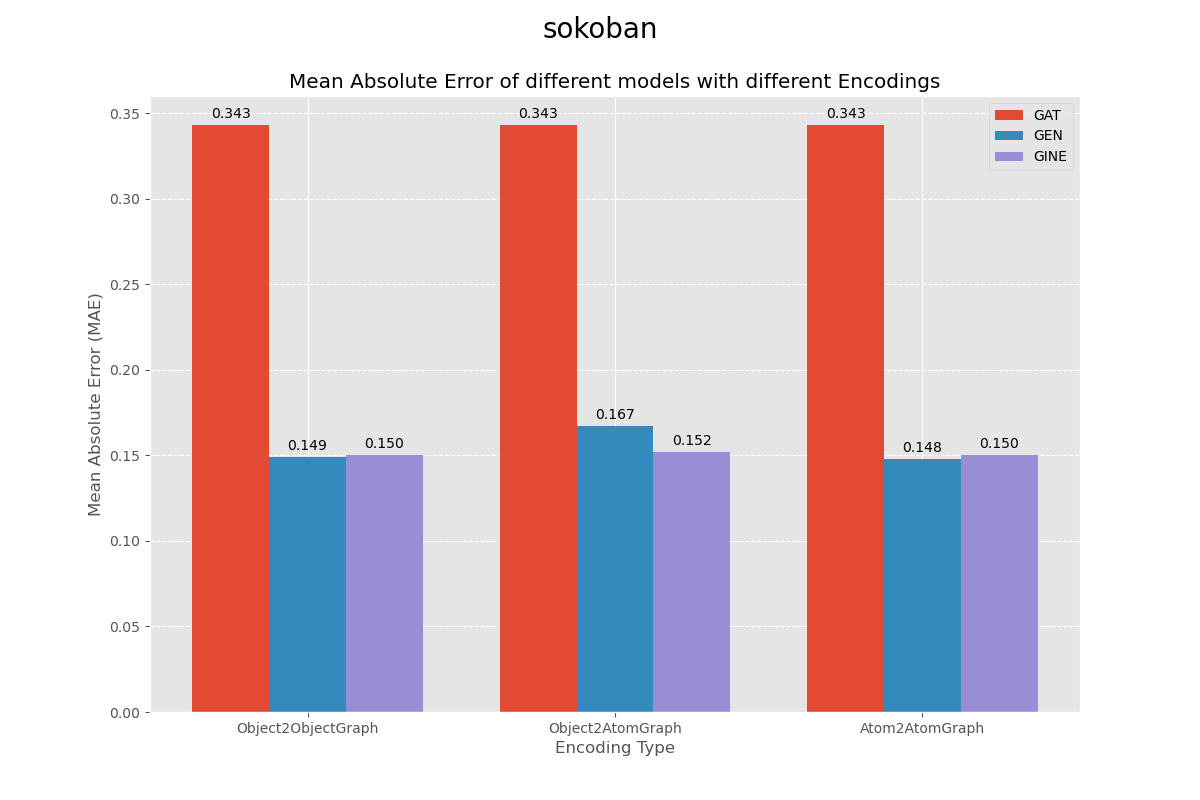 sokoban
Mean Absolute Error of different models with different Encodings
0.35
0.30
0.25
0.20
0.15
0.10
0.05
0.00
Mean Absolute Error (MAE)
0.343
0.149
0.150
0.343
0.167
0.152
0.343
0.148
0.150
GAT
GEN
GINE
Object2ObjectGraph
Object2AtomGraph
Atom2AtomGraph
Encoding Type